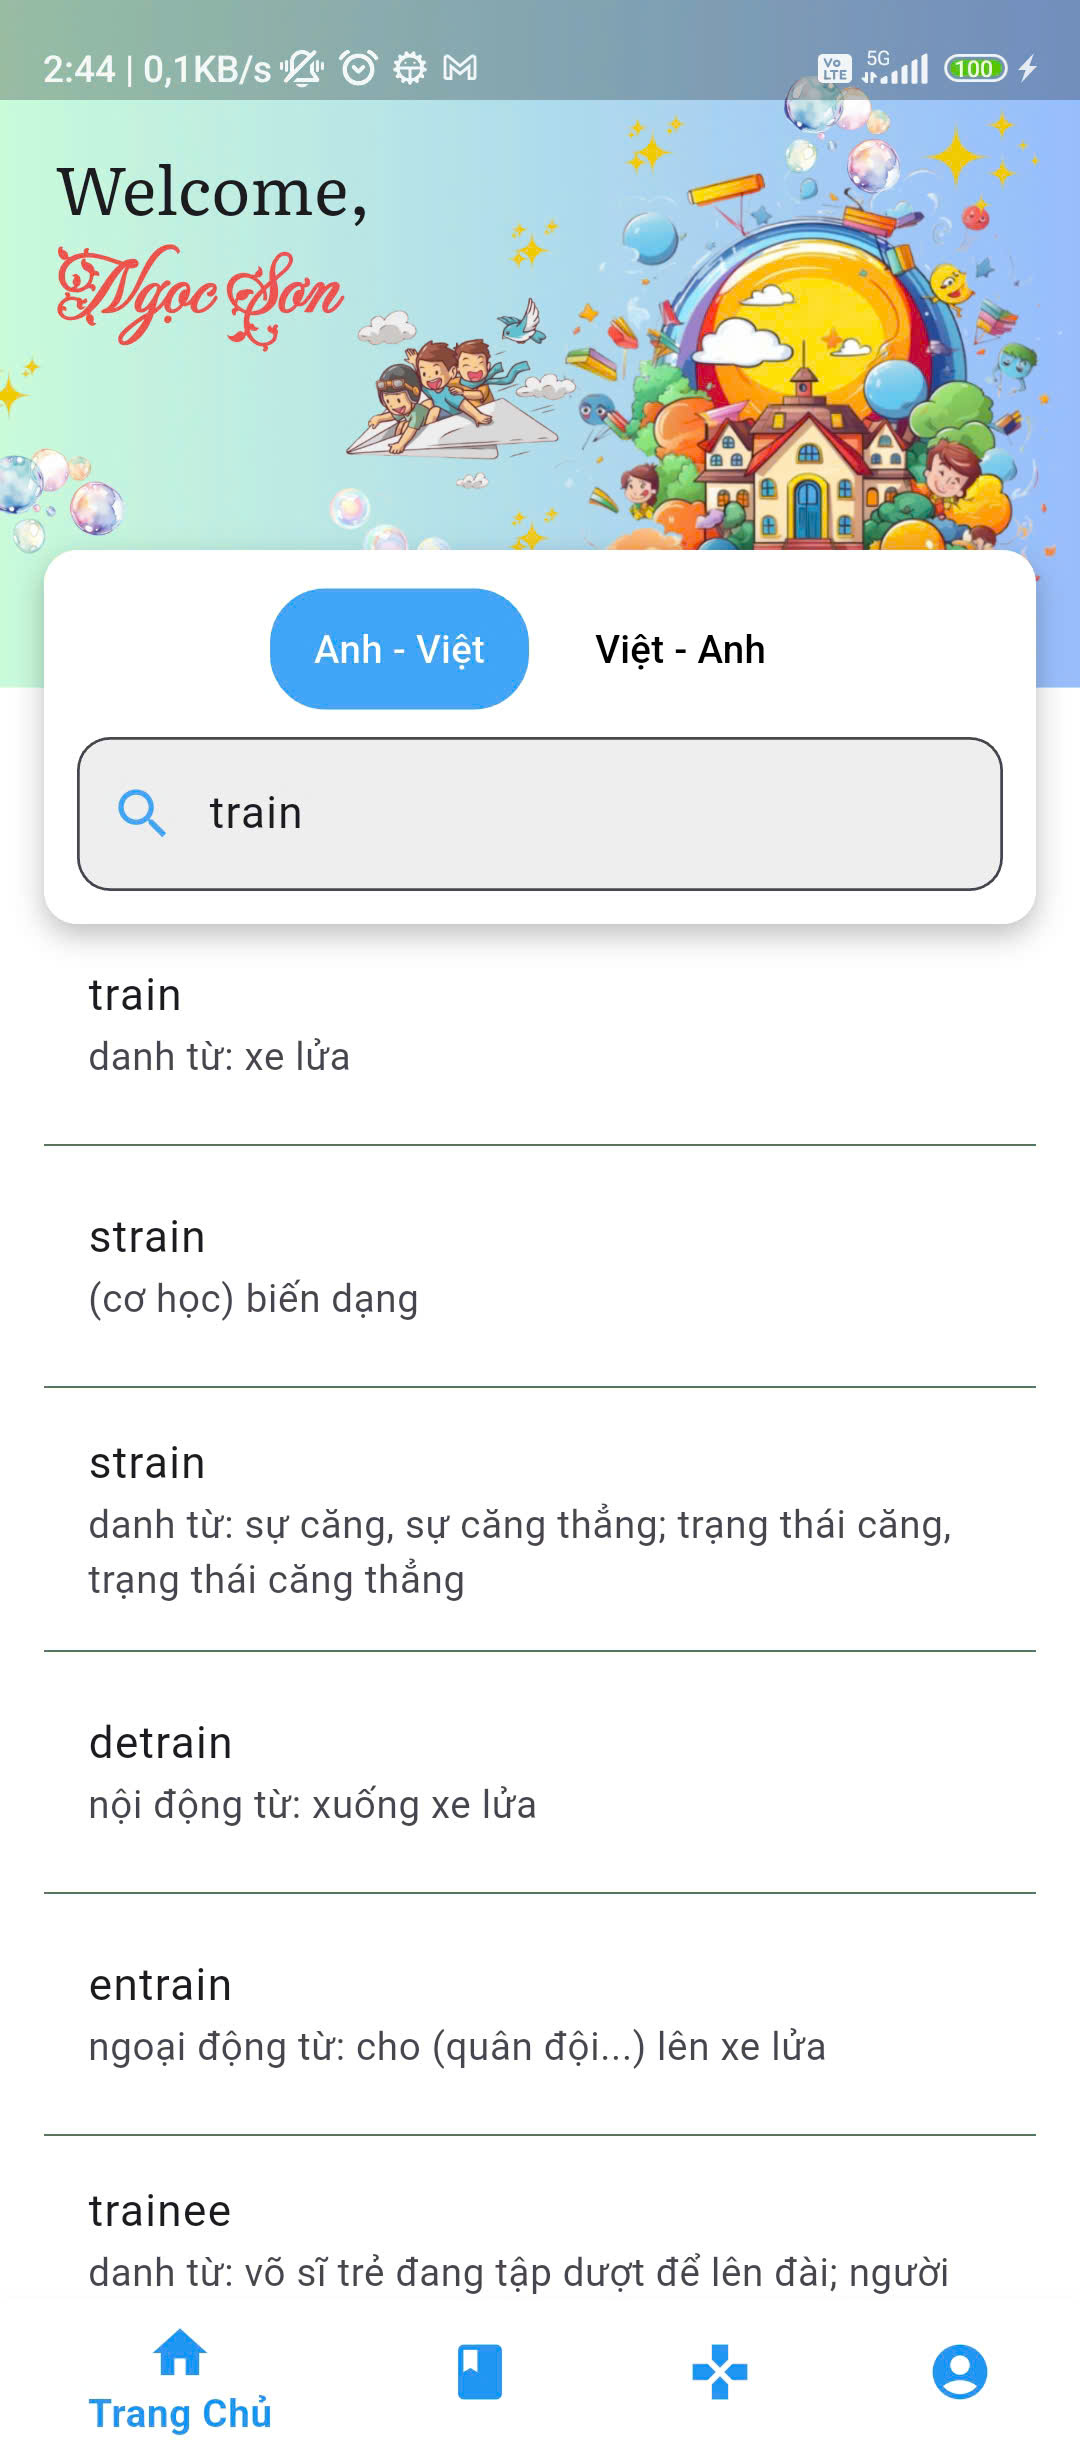 2:44 | 0,1KB/s
Vo LTE 5G 100
Welcome,
Ngọc Sơn
Anh - Việt Việt - Anh
train
train
danh từ: xe lửa
strain
(cơ học) biến dạng
strain
danh từ: sự căng, sự căng thẳng; trạng thái căng,
trạng thái căng thẳng
detrain
nội động từ: xuống xe lửa
entrain
ngoại động từ: cho (quân đội...) lên xe lửa
trainee
danh từ: võ sĩ trẻ đang tập dượt để lên đài; người
Trang Chủ